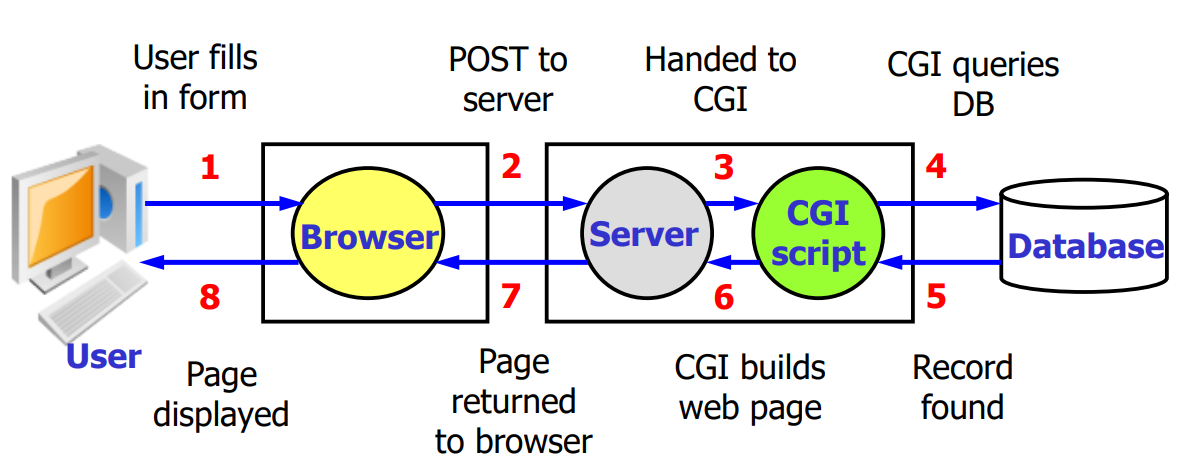 User fills
in form
POST to
server
Handed to
CGI
CGI queries
DB
1
2
3
4
Browser
Server
CGI
script
Database
8
7
6
5
User
Page
displayed
Page
returned
to browser
CGI builds
web page
Record
found